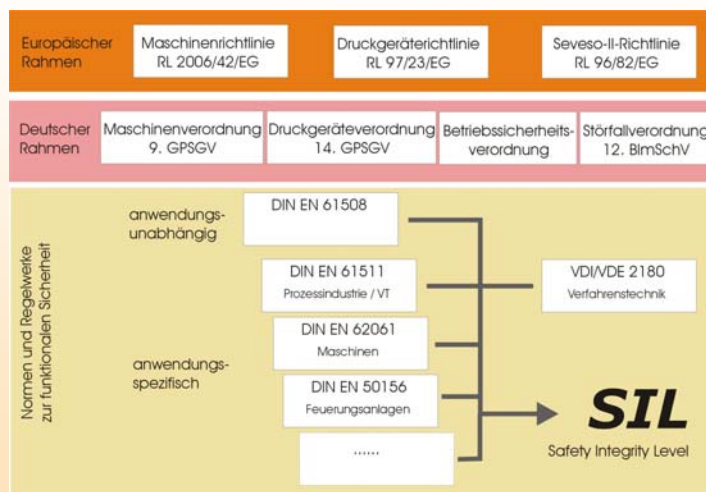 Europäischer
Rahmen
Maschinenrichtlinie
RL 2006/42/EG
Druckgeräterichtlinie
RL 97/23/EG
Seveso-II-Richtlinie
RL 96/82/EG
Deutscher
Rahmen
Maschinenverordnung
9. GPSGV
Druckgeräteverordnung
14. GPSGV
Betriebssicherheits-
verordnung
Störfallverordnung
12. BImSchV
Normen und Regelwerke
zur funktionalen Sicherheit
anwendungs-
unabhängig
DIN EN 61508
DIN EN 61511
Prozessindustrie / VT
VDI/VDE 2180
Verfahrenstechnik
DIN EN 62061
Maschinen
anwendungs-
spezifisch
DIN EN 50156
Feuerungsanlagen
......
SIL
Safety Integrity Level